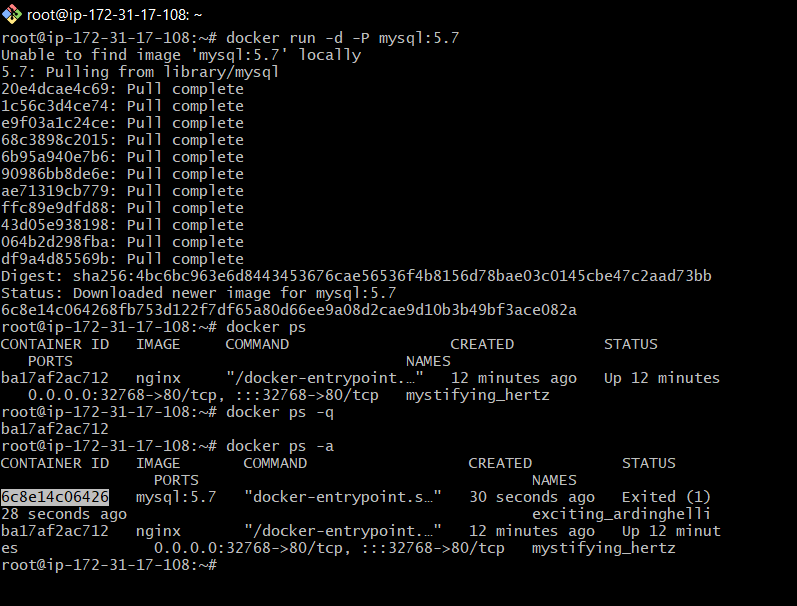 root@ip-172-31-17-108: ~
root@ip-172-31-17-108:~# docker run -d -P mysql:5.7
Unable to find image 'mysql:5.7' locally
5.7: Pulling from library/mysql
20e4dcae4c69: Pull complete
1c56c3d4ce74: Pull complete
e9f03a1c24ce: Pull complete
68c3898c2015: Pull complete
6b95a940e7b6: Pull complete
90986bb8de6e: Pull complete
ae71319cb779: Pull complete
ffc89e9dfd88: Pull complete
43d05e938198: Pull complete
064b2d298fba: Pull complete
df9a4d85569b: Pull complete
Digest: sha256:4bc6bc963e6d8443453676cae56536f4b8156d78bae03c0145cbe47c2aad73bb
Status: Downloaded newer image for mysql:5.7
6c8e14c064268fb753d122f7df65a80d66ee9a08d2cae9d10b3b49bf3ace082a
root@ip-172-31-17-108:~# docker ps
CONTAINER ID   IMAGE     COMMAND                  CREATED          STATUS
   PORTS                                     NAMES
ba17af2ac712   nginx     "/docker-entrypoint.…"   12 minutes ago   Up 12 minutes
   0.0.0.0:32768->80/tcp, :::32768->80/tcp   mystifying_hertz
root@ip-172-31-17-108:~# docker ps -q
ba17af2ac712
root@ip-172-31-17-108:~# docker ps -a
CONTAINER ID   IMAGE       COMMAND                  CREATED          STATUS
                 PORTS                                     NAMES
6c8e14c06426   mysql:5.7   "docker-entrypoint.s…"   30 seconds ago   Exited (1)
28 seconds ago                                             exciting_ardinghelli
ba17af2ac712   nginx       "/docker-entrypoint.…"   12 minutes ago   Up 12 minut
es               0.0.0.0:32768->80/tcp, :::32768->80/tcp   mystifying_hertz
root@ip-172-31-17-108:~#